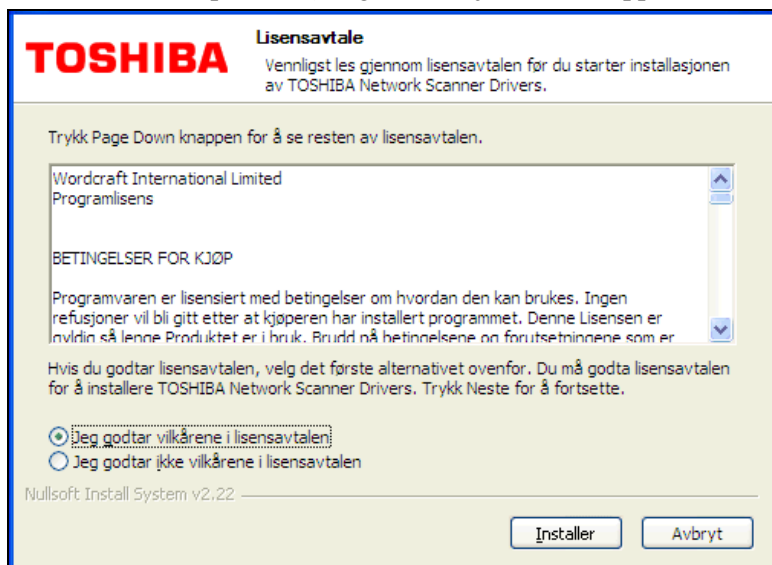 TOSHIBA
Lisensavtale
Vennligst les gjennom lisensavtalen før du starter installasjonen
av TOSHIBA Network Scanner Drivers.
Trykk Page Down knappen for å se resten av lisensavtalen.
Wordcraft International Limited
Programlisens
BETINGELSER FOR KJØP
Programvaren er lisensiert med betingelser om hvordan den kan brukes. Ingen
refusjoner vil bli gitt etter at kjøperen har installert programmet. Denne Lisensen er
gyldig så lenge Produktet er i bruk. Brudd på betingelsene og forutsetningene som er
Hvis du godtar lisensavtalen, velg det første alternativet ovenfor. Du må godta lisensavtalen
for å installere TOSHIBA Network Scanner Drivers. Trykk Neste for å fortsette.
Jeg godtar vilkårene i lisensavtalen
Jeg godtar ikke vilkårene i lisensavtalen
Nullsoft Install System v2.22
Installer
Avbryt